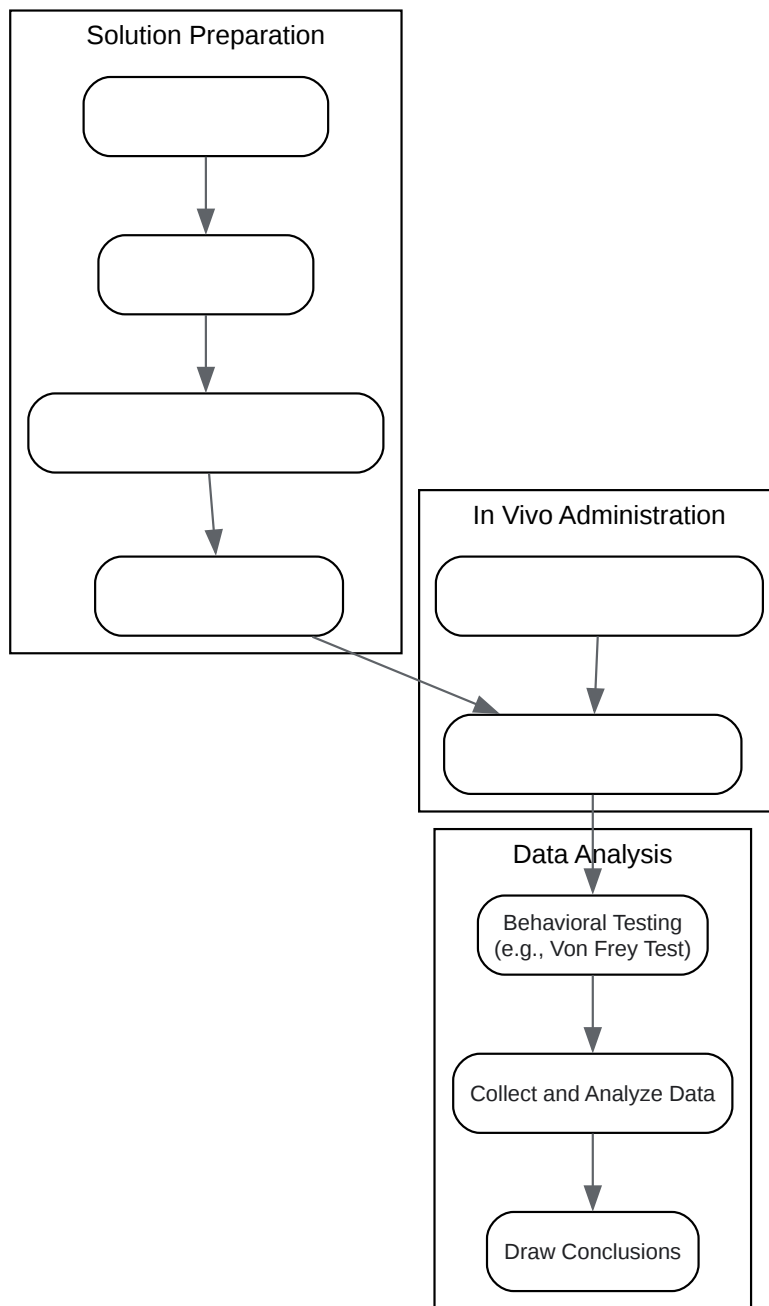 Solution Preparation
In Vivo Administration
Data Analysis
Behavioral Testing
(e.g., Von Frey Test)
Collect and Analyze Data
Draw Conclusions